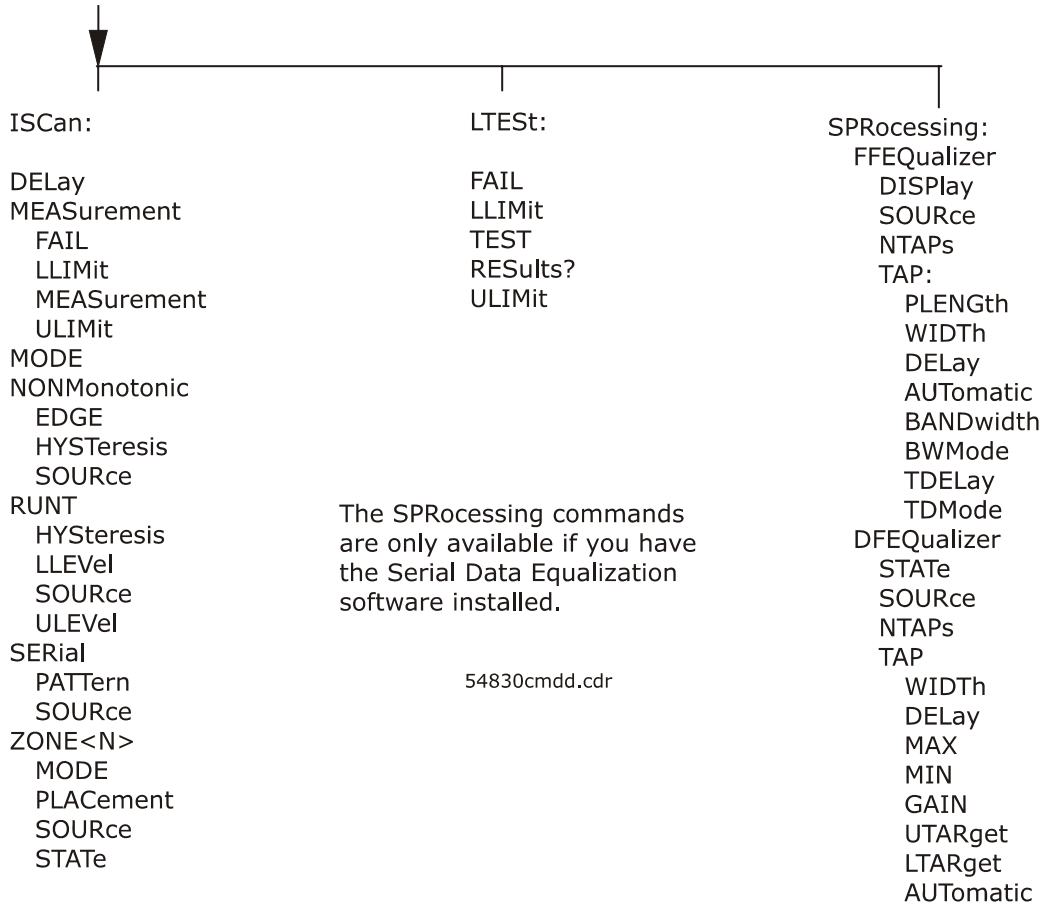 ISCan:
DELay
MEASurement
FAIL
LLIMit
MEASurement
ULIMit
MODE
NONMonotonic
EDGE
HYSTeresis
SOURce
RUNT
HYSteresis
LLEVel
SOURce
ULEVel
SERial
PATTern
SOURce
ZONE<N>
MODE
PLACement
SOURce
STATe
LTESt:
FAIL
LLIMit
TEST
RESults?
ULIMit
The SPRocessing commands
are only available if you have
the Serial Data Equalization
software installed.
54830cmdd.cdr
SPRocessing:
FFEQualizer
DISPlay
SOURce
NTAPs
TAP:
PLENGth
WIDTh
DELay
AUTomatic
BANDwidth
BWMode
TDELay
TDMode
DFEQualizer
STATe
SOURce
NTAPs
TAP
WIDTh
DELay
MAX
MIN
GAIN
UTARget
LTARget
AUTomatic